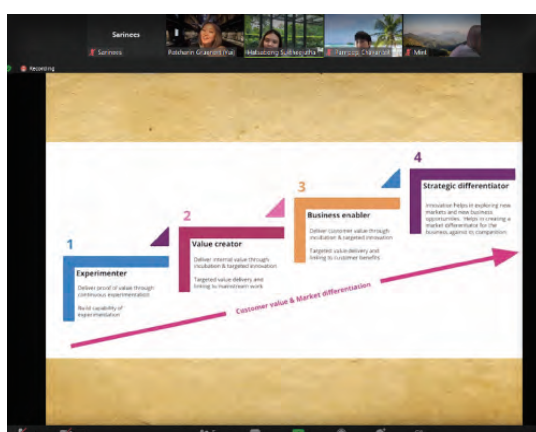 Sarinees
Sarinees
Recording
1
Experimenter
Deliver proof of value through
continuous experimentation
Build capability of
experimentation
2
Value creator
Deliver internal value through
incubation & targeted innovation
Targeted value delivery and
linking to mainstream work
3
Business enabler
Deliver customer value through
incubation & targeted innovation
Targeted value delivery and
linking to customer benefits
4
Strategic differentiator
Innovation helps in exploring new
markets and new business
opportunities. Helps in creating a
market differentiator for the
business against its competition.
Customer value & Market differentiation